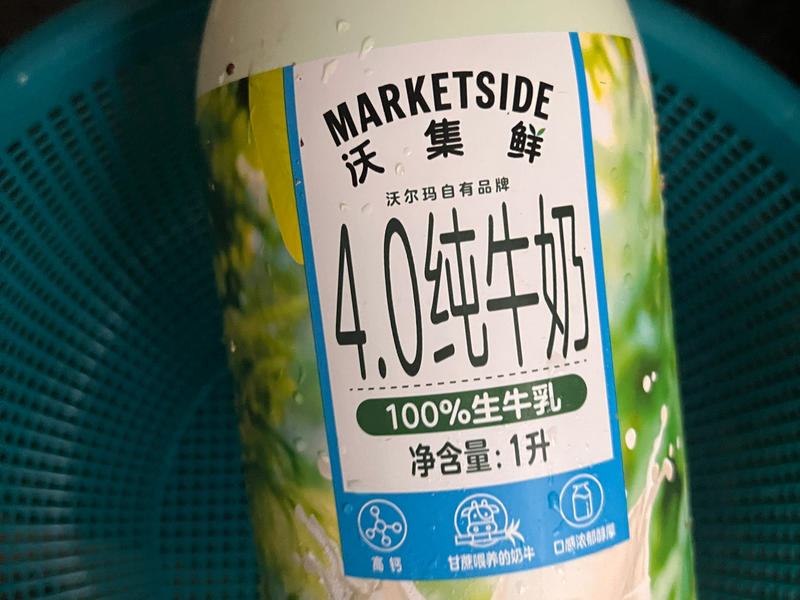 MARKETSIDE
沃集鲜
沃尔玛自有品牌
4.0纯牛奶
100%生牛乳
净含量:1升
高钙
甘蔗喂养的奶牛
口感浓郁醇厚